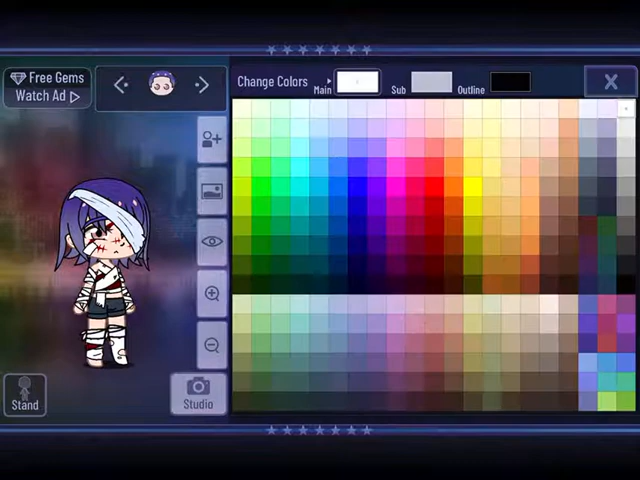 Free Gems
Watch Ad
Change Colors
Main
Sub
Outline
X
Stand
Studio